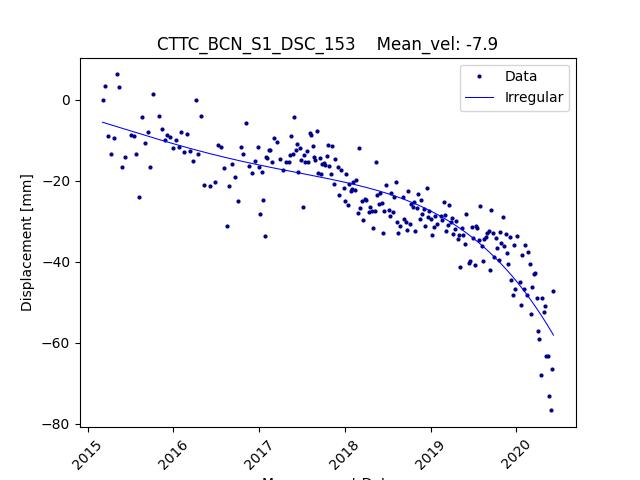 CTTC_BCN_S1_DSC_153    Mean_vel: -7.9
Data
Irregular
Displacement [mm]
0
−20
−40
−60
−80
2015
2016
2017
2018
2019
2020